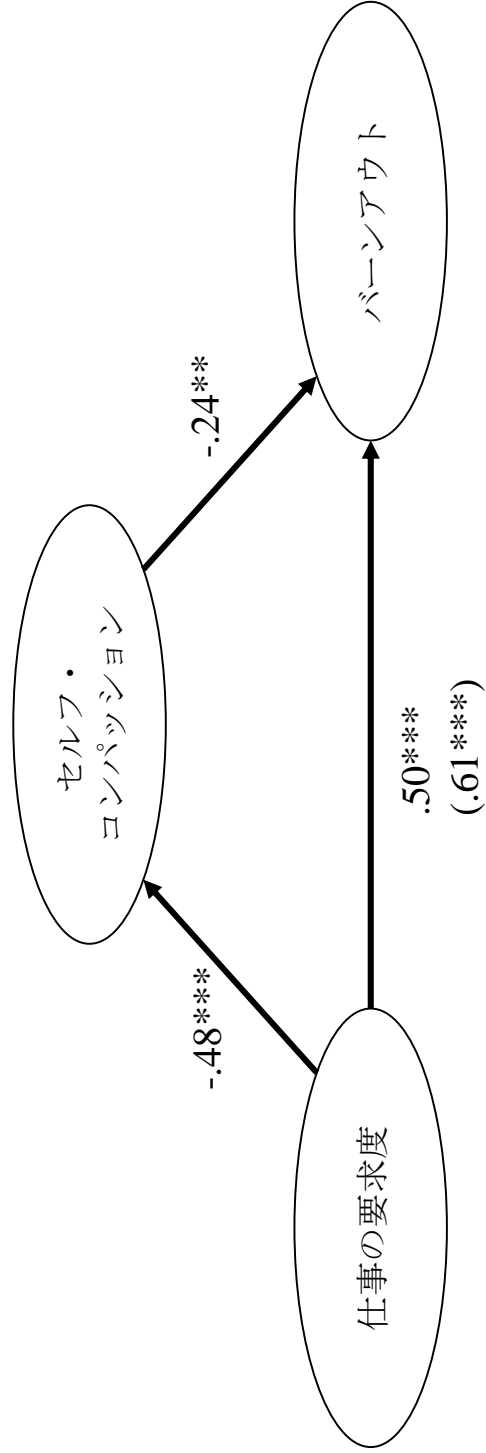 セルフ・
コンパッション
-.48***
-.24**
仕事の要求度
バーンアウト
.50***
(.61***)